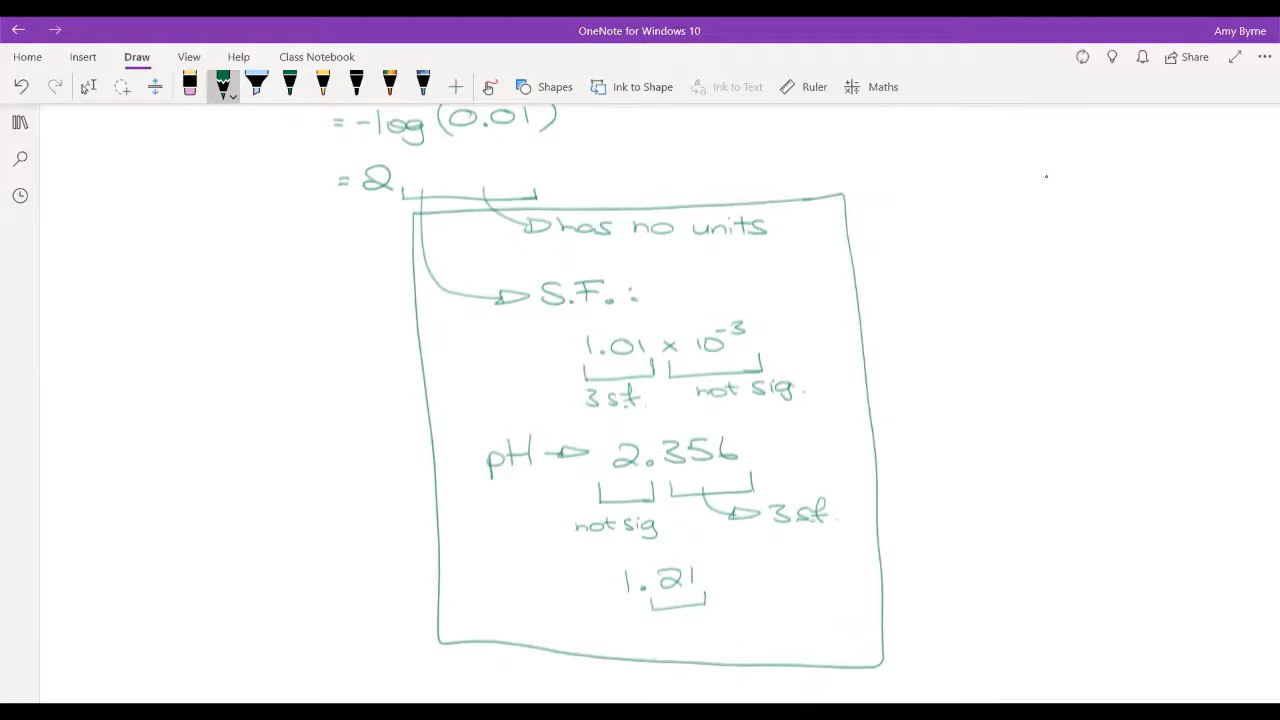 OneNote for Windows 10
Amy Byrne
Home Insert Draw View Help Class Notebook Share
Shapes Ink to Shape Ink to Text Ruler Maths
= -log (0.01)
= 2
has no units
S.F. :
1.01 x 10⁻³
3 s.f. not sig.
pH → 2.356
not sig 3 s.f.
1.21